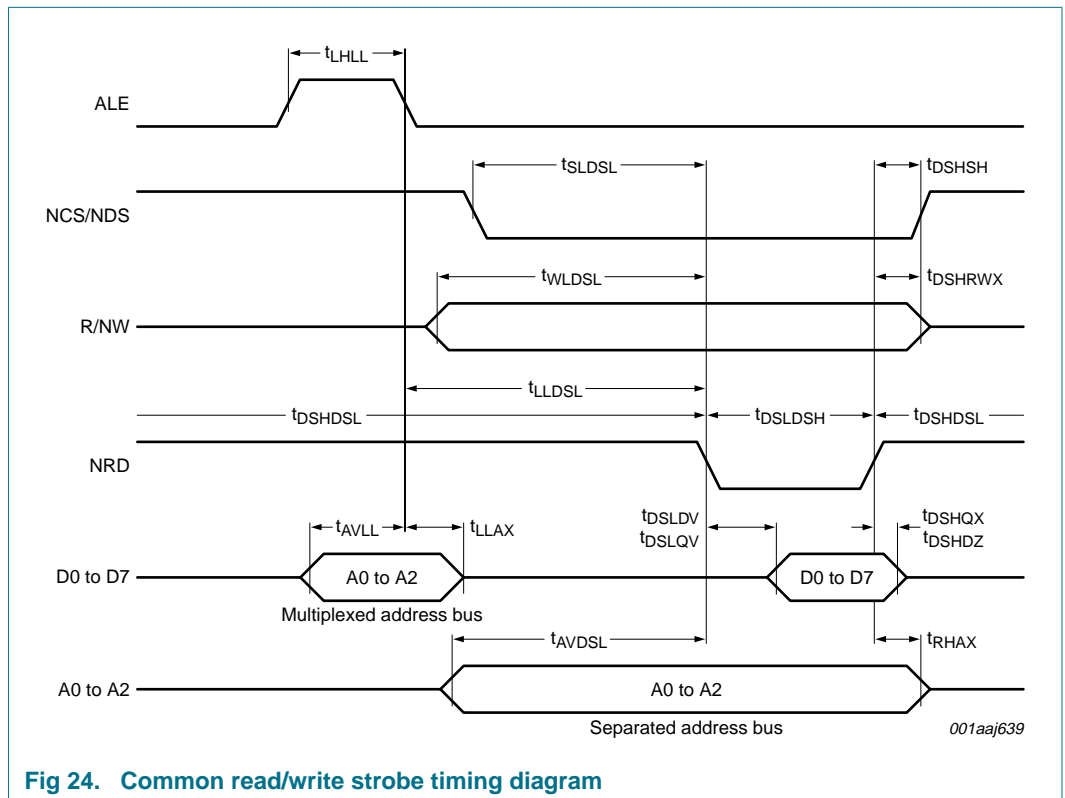 tLHLL
ALE
tSLDSL
tDSHSH
NCS/NDS
tWLDSL
tDSHRWX
R/NW
tLLDSL
tDSHDSL
tDSLDSH
tDSHDSL
NRD
tAVLL
tLLAX
tDSLDV
tDSLQV
tDSHQX
tDSHDZ
D0 to D7
A0 to A2
D0 to D7
Multiplexed address bus
tAVDSL
tRHAX
A0 to A2
A0 to A2
Separated address bus
001aaj639
Fig 24. Common read/write strobe timing diagram